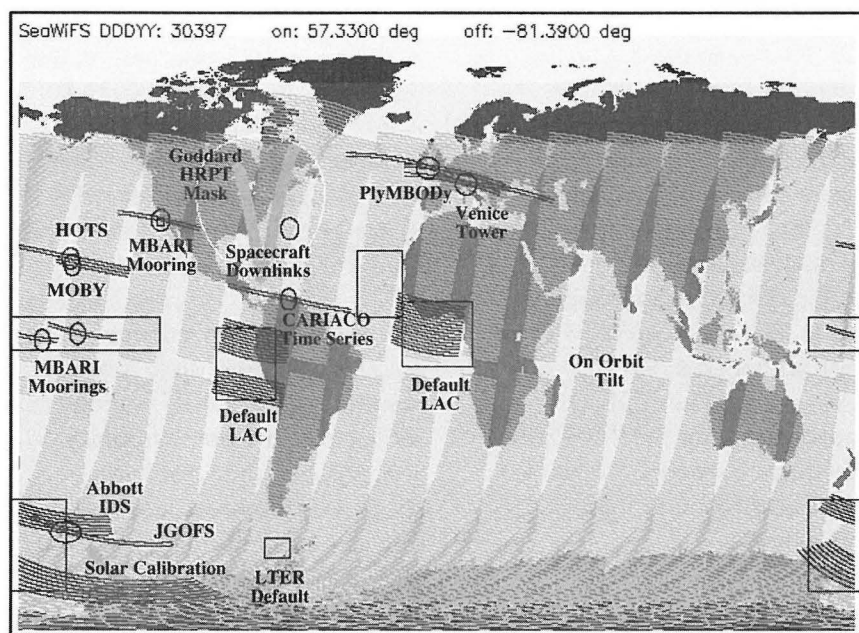 SeaWiFS DDDYY: 30397 on: 57.3300 deg off: -81.3900 deg
Goddard
HRPT
Mask
PlyMBODy
Venice
Tower
HOTS
MBARI
Mooring
Spacecraft
Downlinks
MOBY
CARIACO
Time Series
MBARI
Moorings
On Orbit
Tilt
Default
LAC
Default
LAC
Abbott
IDS
JGOFS
Solar Calibration
LTER
Default